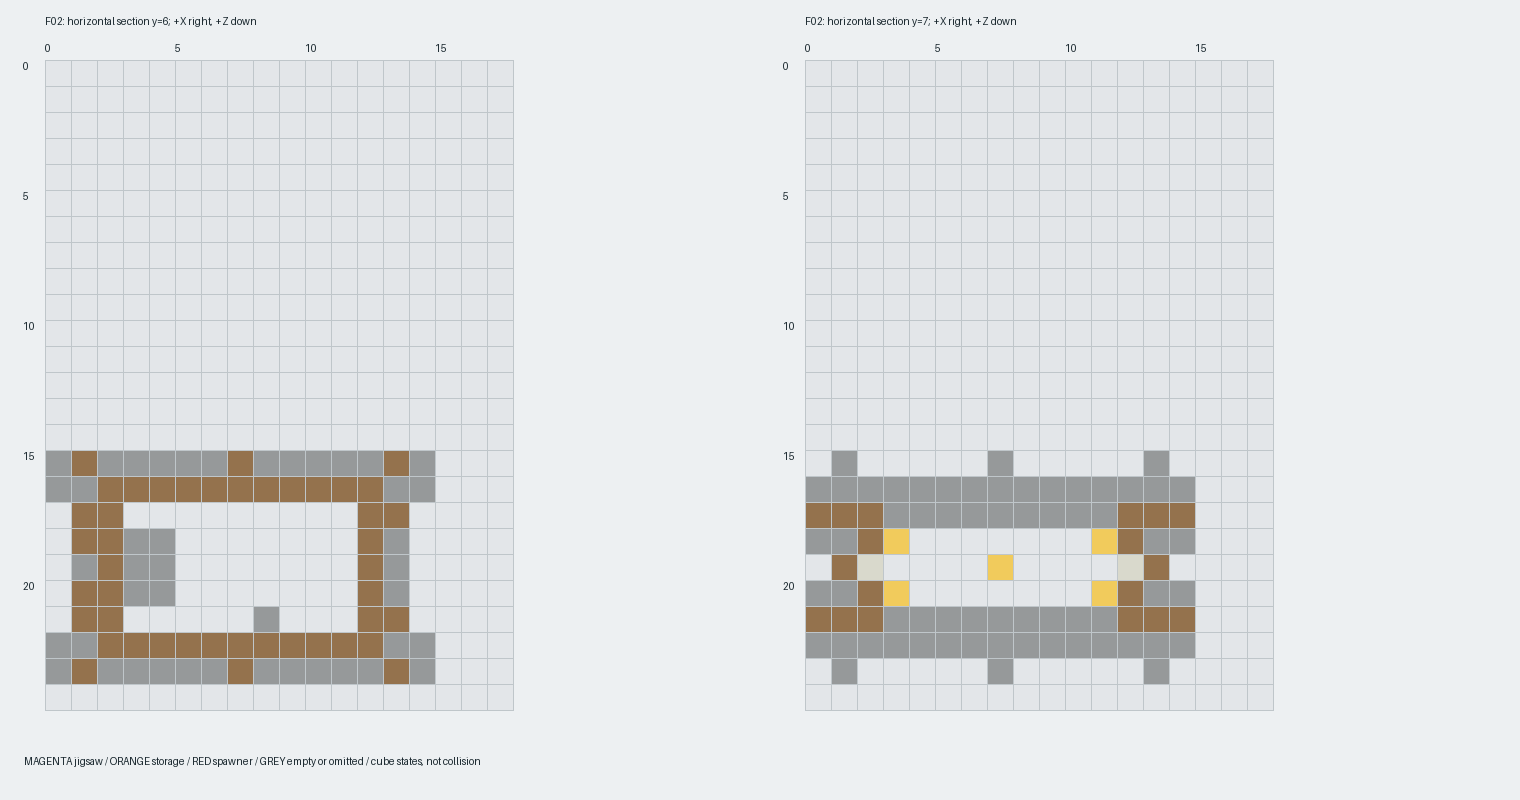 F02: horizontal section y=6; +X right, +Z down
F02: horizontal section y=7; +X right, +Z down
0 5 10 15
0 5 10 15
0 0
5 5
10 10
15 15
20 20
MAGENTA jigsaw / ORANGE storage / RED spawner / GREY empty or omitted / cube states, not collision